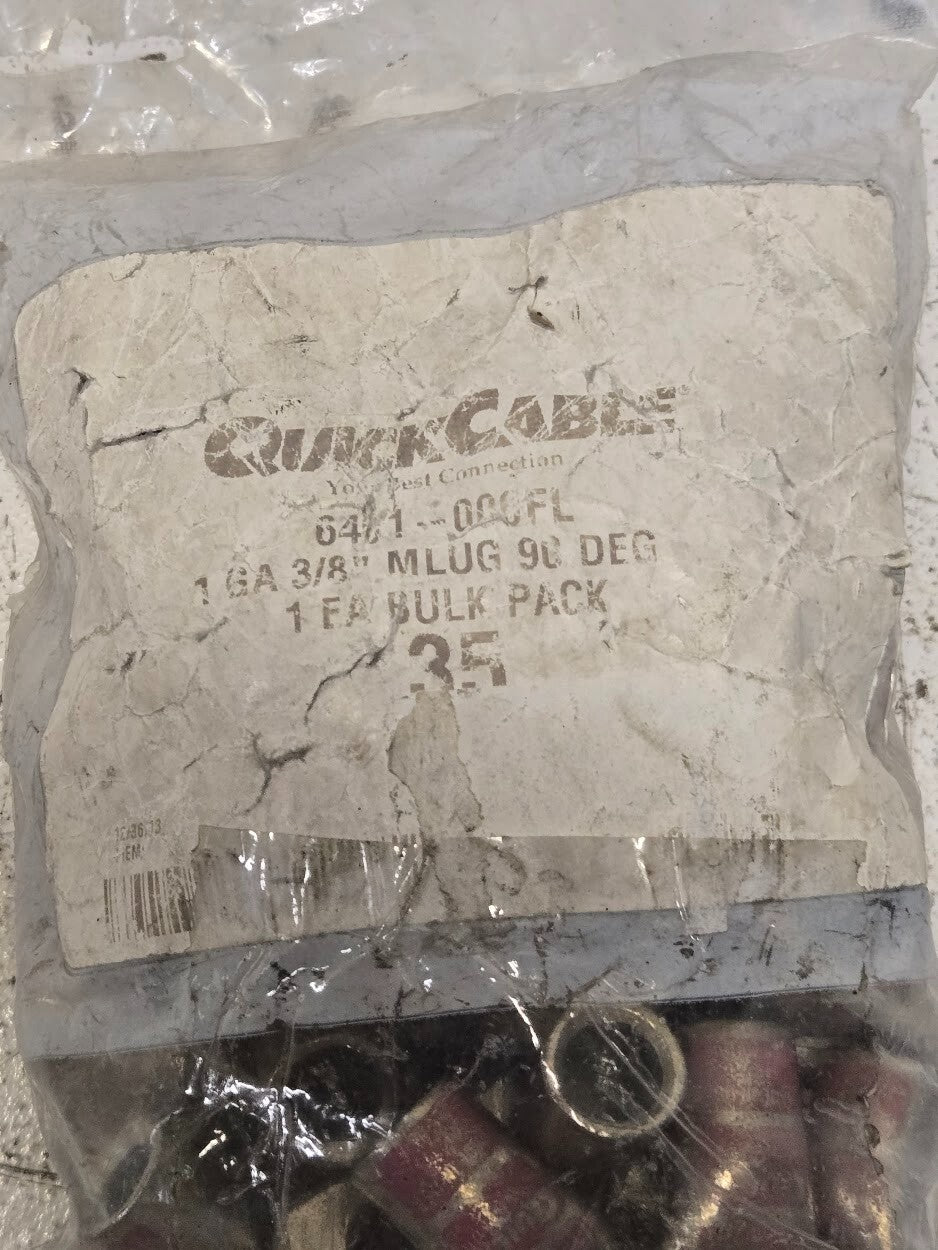 QUICKCABLE
Your Best Connection
1 GA 3/8" MLUG 90 DEG
1 EA BULK PACK
35